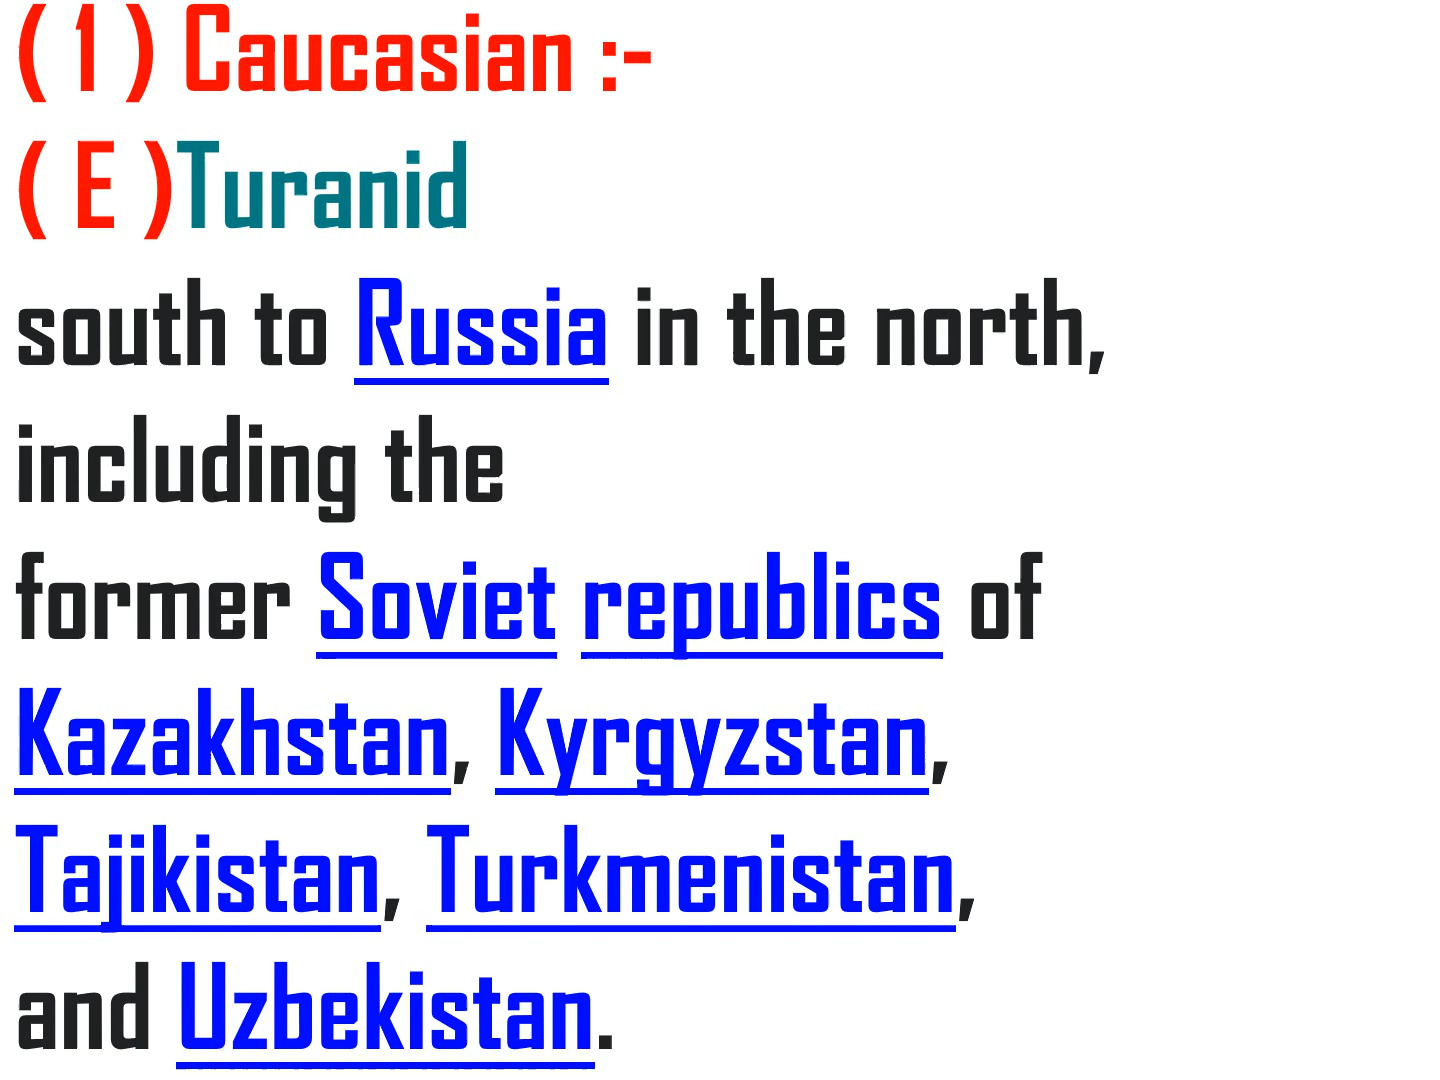 ( 1 ) Caucasian :-
( E )Turanid
south to Russia in the north,
including the
former Soviet republics of
Kazakhstan, Kyrgyzstan,
Tajikistan, Turkmenistan,
and Uzbekistan.